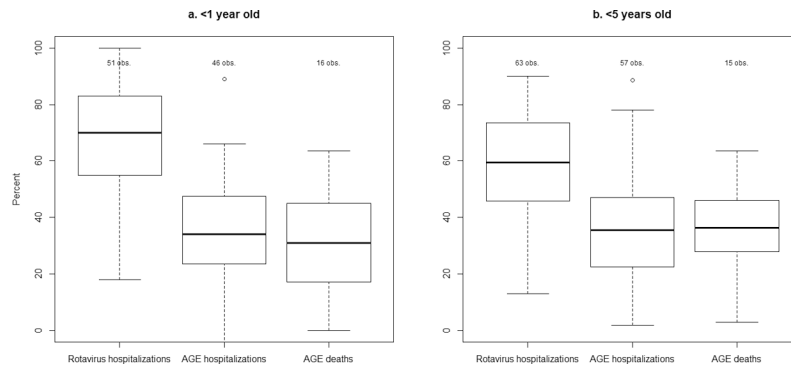 a. <1 year old
b. <5 years old
51 obs.
46 obs.
16 obs.
63 obs.
57 obs.
15 obs.
Percent
100
80
60
40
20
0
100
80
60
40
20
0
Rotavirus hospitalizations
AGE hospitalizations
AGE deaths
Rotavirus hospitalizations
AGE hospitalizations
AGE deaths